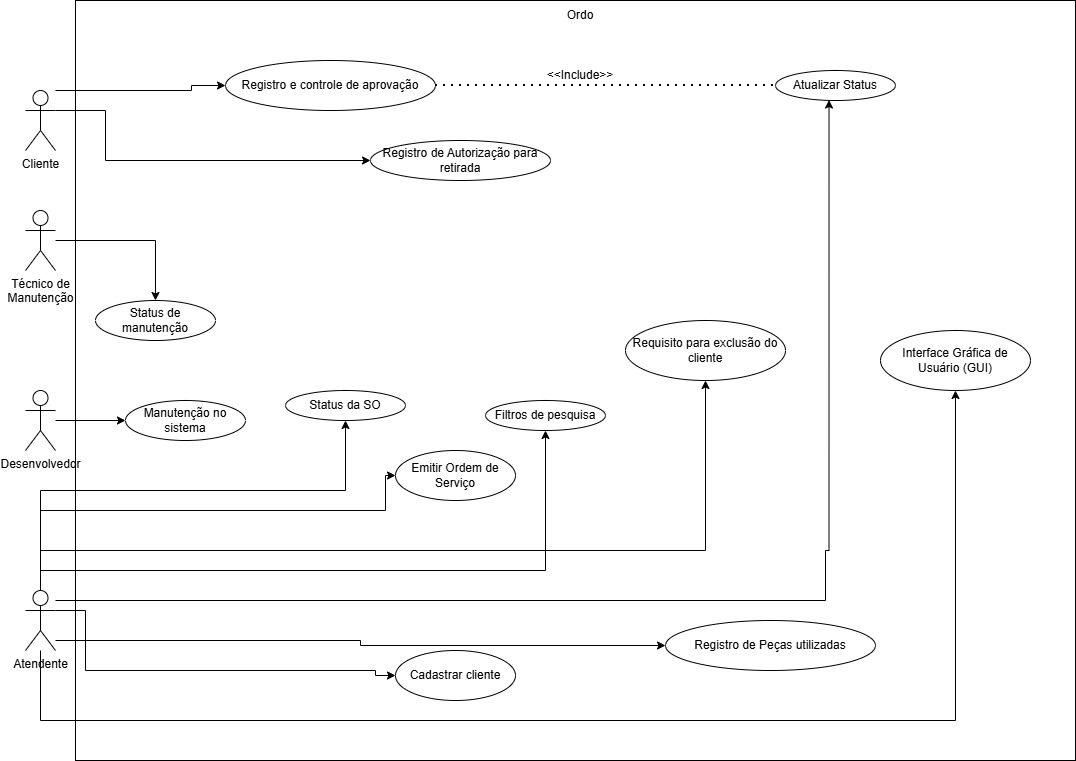 Ordo
<<Include>>
Registro e controle de aprovação
Atualizar Status
Cliente
Registro de Autorização para
retirada
Técnico de
Manutenção
Status de
manutenção
Requisito para exclusão do
cliente
Interface Gráfica de
Usuário (GUI)
Status da SO
Filtros de pesquisa
Manutenção no
sistema
Desenvolvedor
Emitir Ordem de
Serviço
Registro de Peças utilizadas
Atendente
Cadastrar cliente